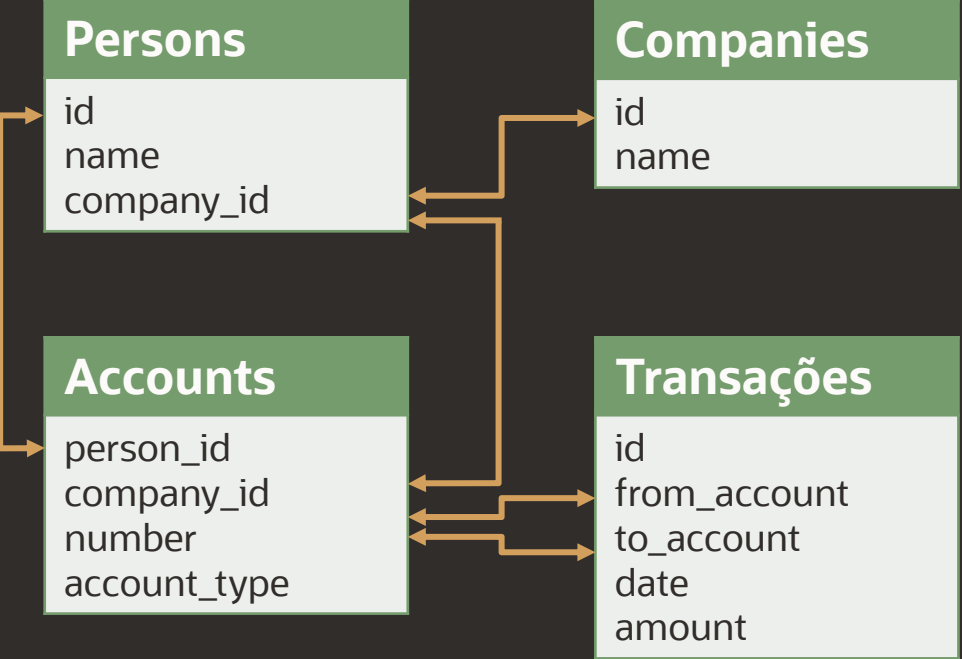 Persons
id
name
company_id
Companies
id
name
Accounts
person_id
company_id
number
account_type
Transações
id
from_account
to_account
date
amount